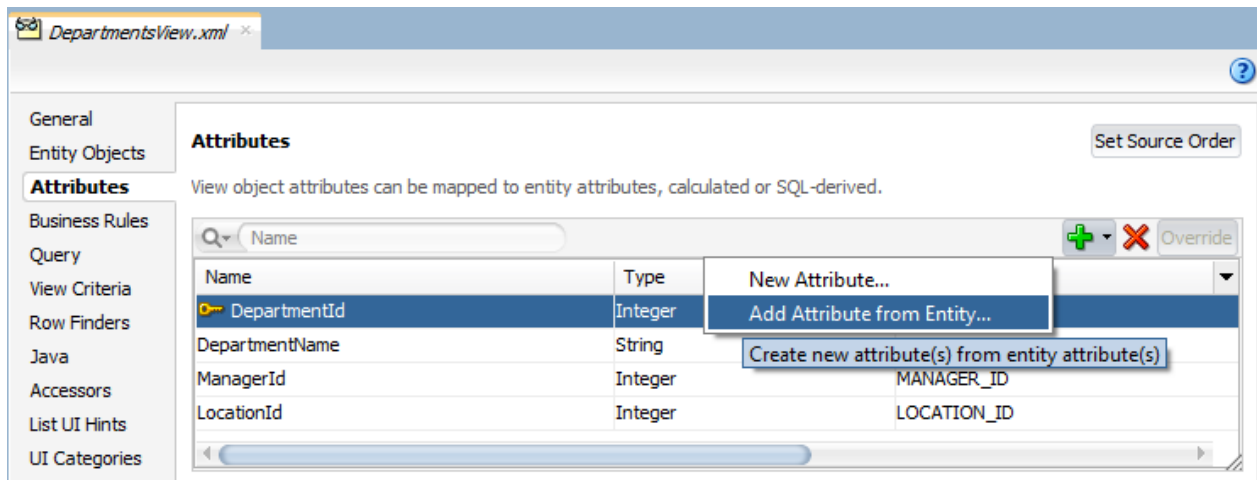 DepartmentsView.xml
General
Entity Objects
Attributes
Business Rules
Query
View Criteria
Row Finders
Java
Accessors
List UI Hints
UI Categories
Attributes
Set Source Order
View object attributes can be mapped to entity attributes, calculated or SQL-derived.
Name
Override
Name Type
New Attribute...
Add Attribute from Entity...
Create new attribute(s) from entity attribute(s)
DepartmentId Integer
DepartmentName String
ManagerId Integer MANAGER_ID
LocationId Integer LOCATION_ID